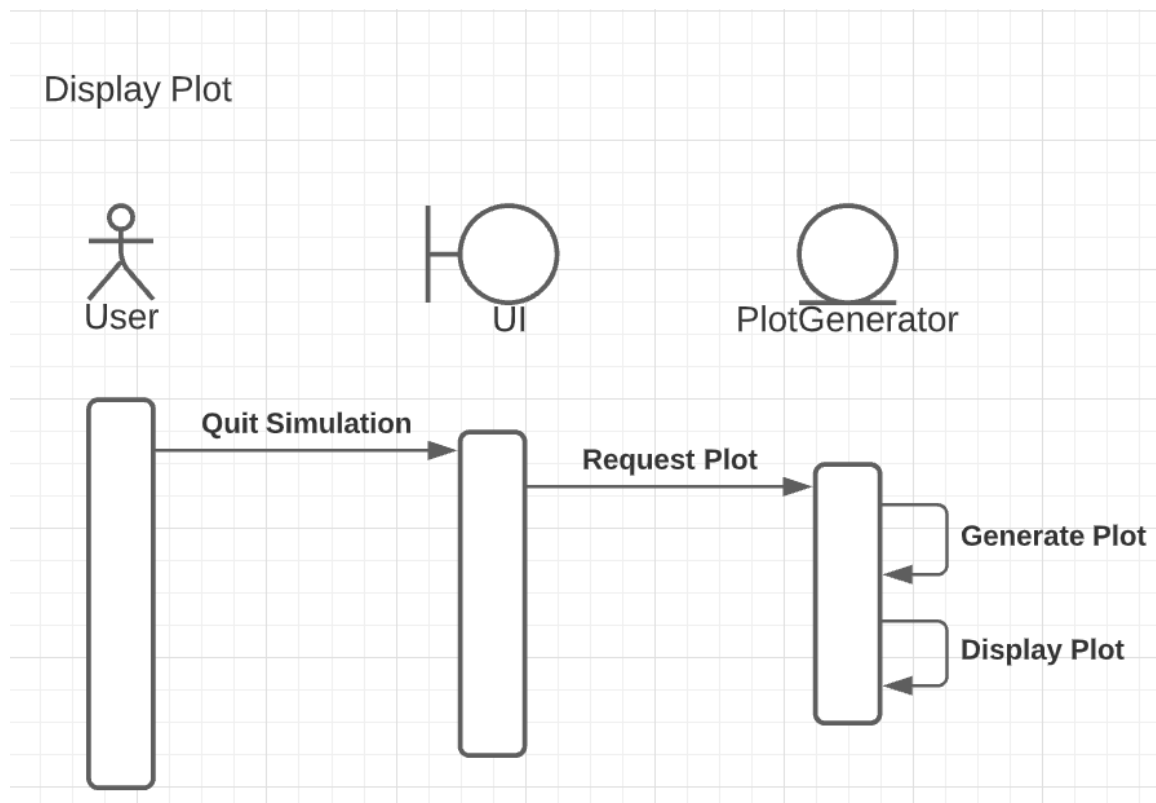 Display Plot
User
UI
PlotGenerator
Quit Simulation
Request Plot
Generate Plot
Display Plot